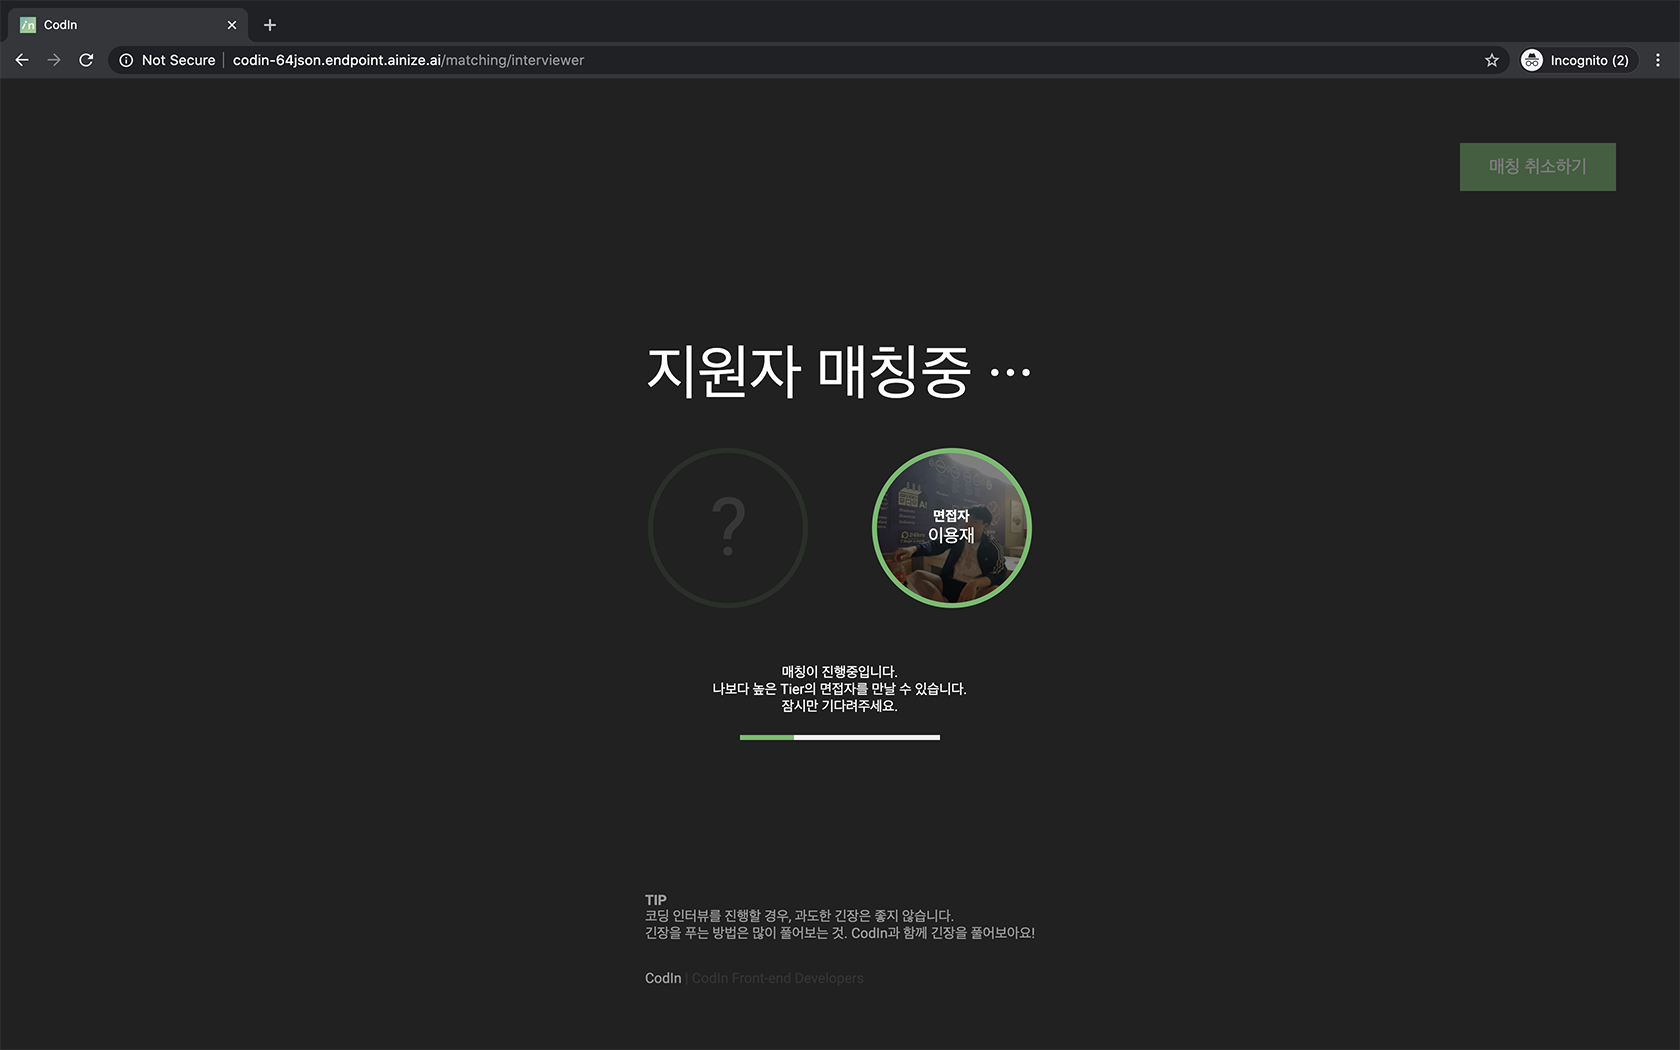 CodIn
Not Secure
codin-64json.endpoint.ainize.ai/matching/interviewer
Incognito (2)
매칭 취소하기
지원자 매칭중 ···
?
면접자
이용재
매칭이 진행중입니다.
나보다 높은 Tier의 면접자를 만날 수 있습니다.
잠시만 기다려주세요.
TIP
코딩 인터뷰를 진행할 경우, 과도한 긴장은 좋지 않습니다.
긴장을 푸는 방법은 많이 풀어보는 것. CodIn과 함께 긴장을 풀어보아요!
CodIn | CodIn Front-end Developers